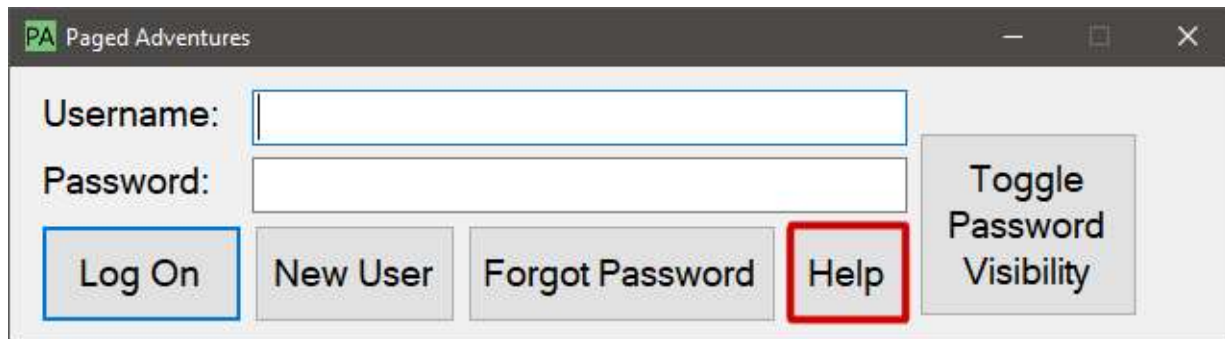 PA Paged Adventures
Username:
Password:
Toggle
Password
Visibility
Log On
New User
Forgot Password
Help